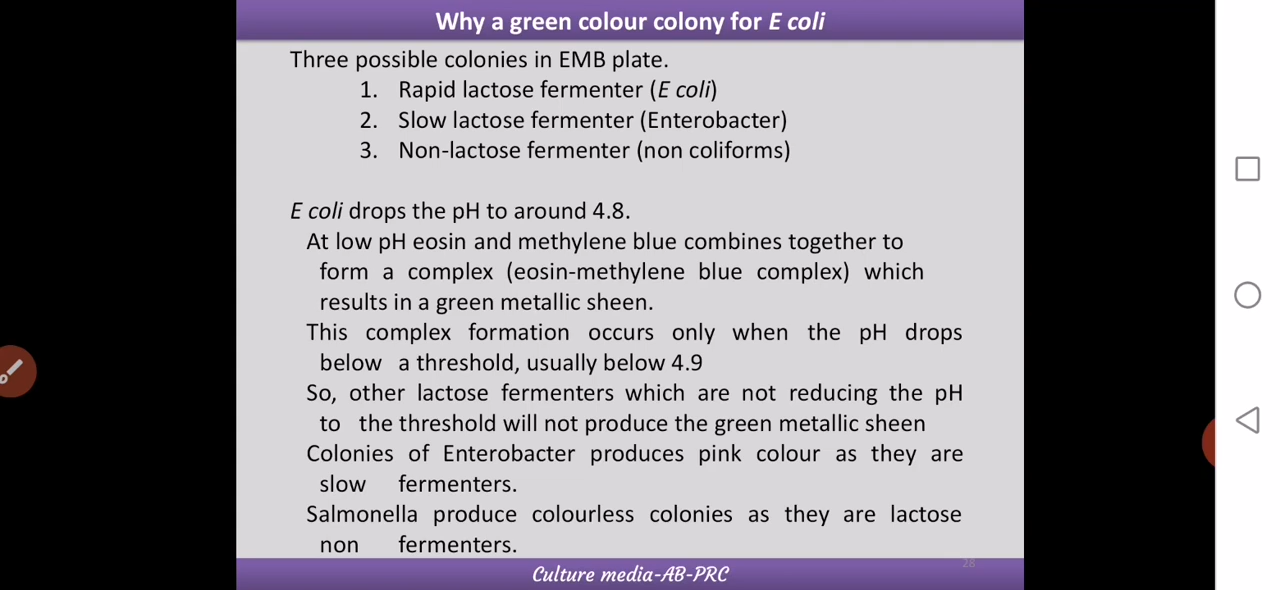 Why a green colour colony for E coli
Three possible colonies in EMB plate.
1. Rapid lactose fermenter (E coli)
2. Slow lactose fermenter (Enterobacter)
3. Non-lactose fermenter (non coliforms)
E coli drops the pH to around 4.8.
At low pH eosin and methylene blue combines together to
form a complex (eosin-methylene blue complex) which
results in a green metallic sheen.
This complex formation occurs only when the pH drops
below a threshold, usually below 4.9
So, other lactose fermenters which are not reducing the pH
to the threshold will not produce the green metallic sheen
Colonies of Enterobacter produces pink colour as they are
slow fermenters.
Salmonella produce colourless colonies as they are lactose
non fermenters.
28
Culture media-AB-PRC